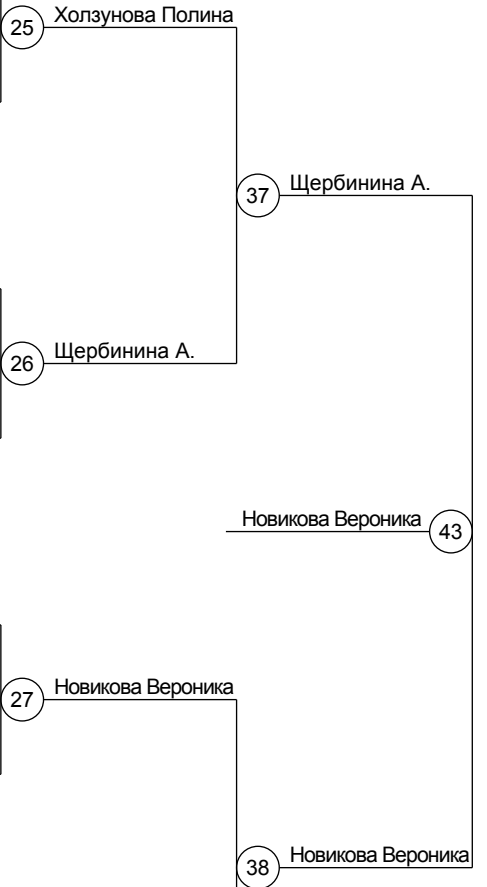 25 Холзунова Полина
37 Щербинина А.
26 Щербинина А.
Новикова Вероника 43
27 Новикова Вероника
38 Новикова Вероника